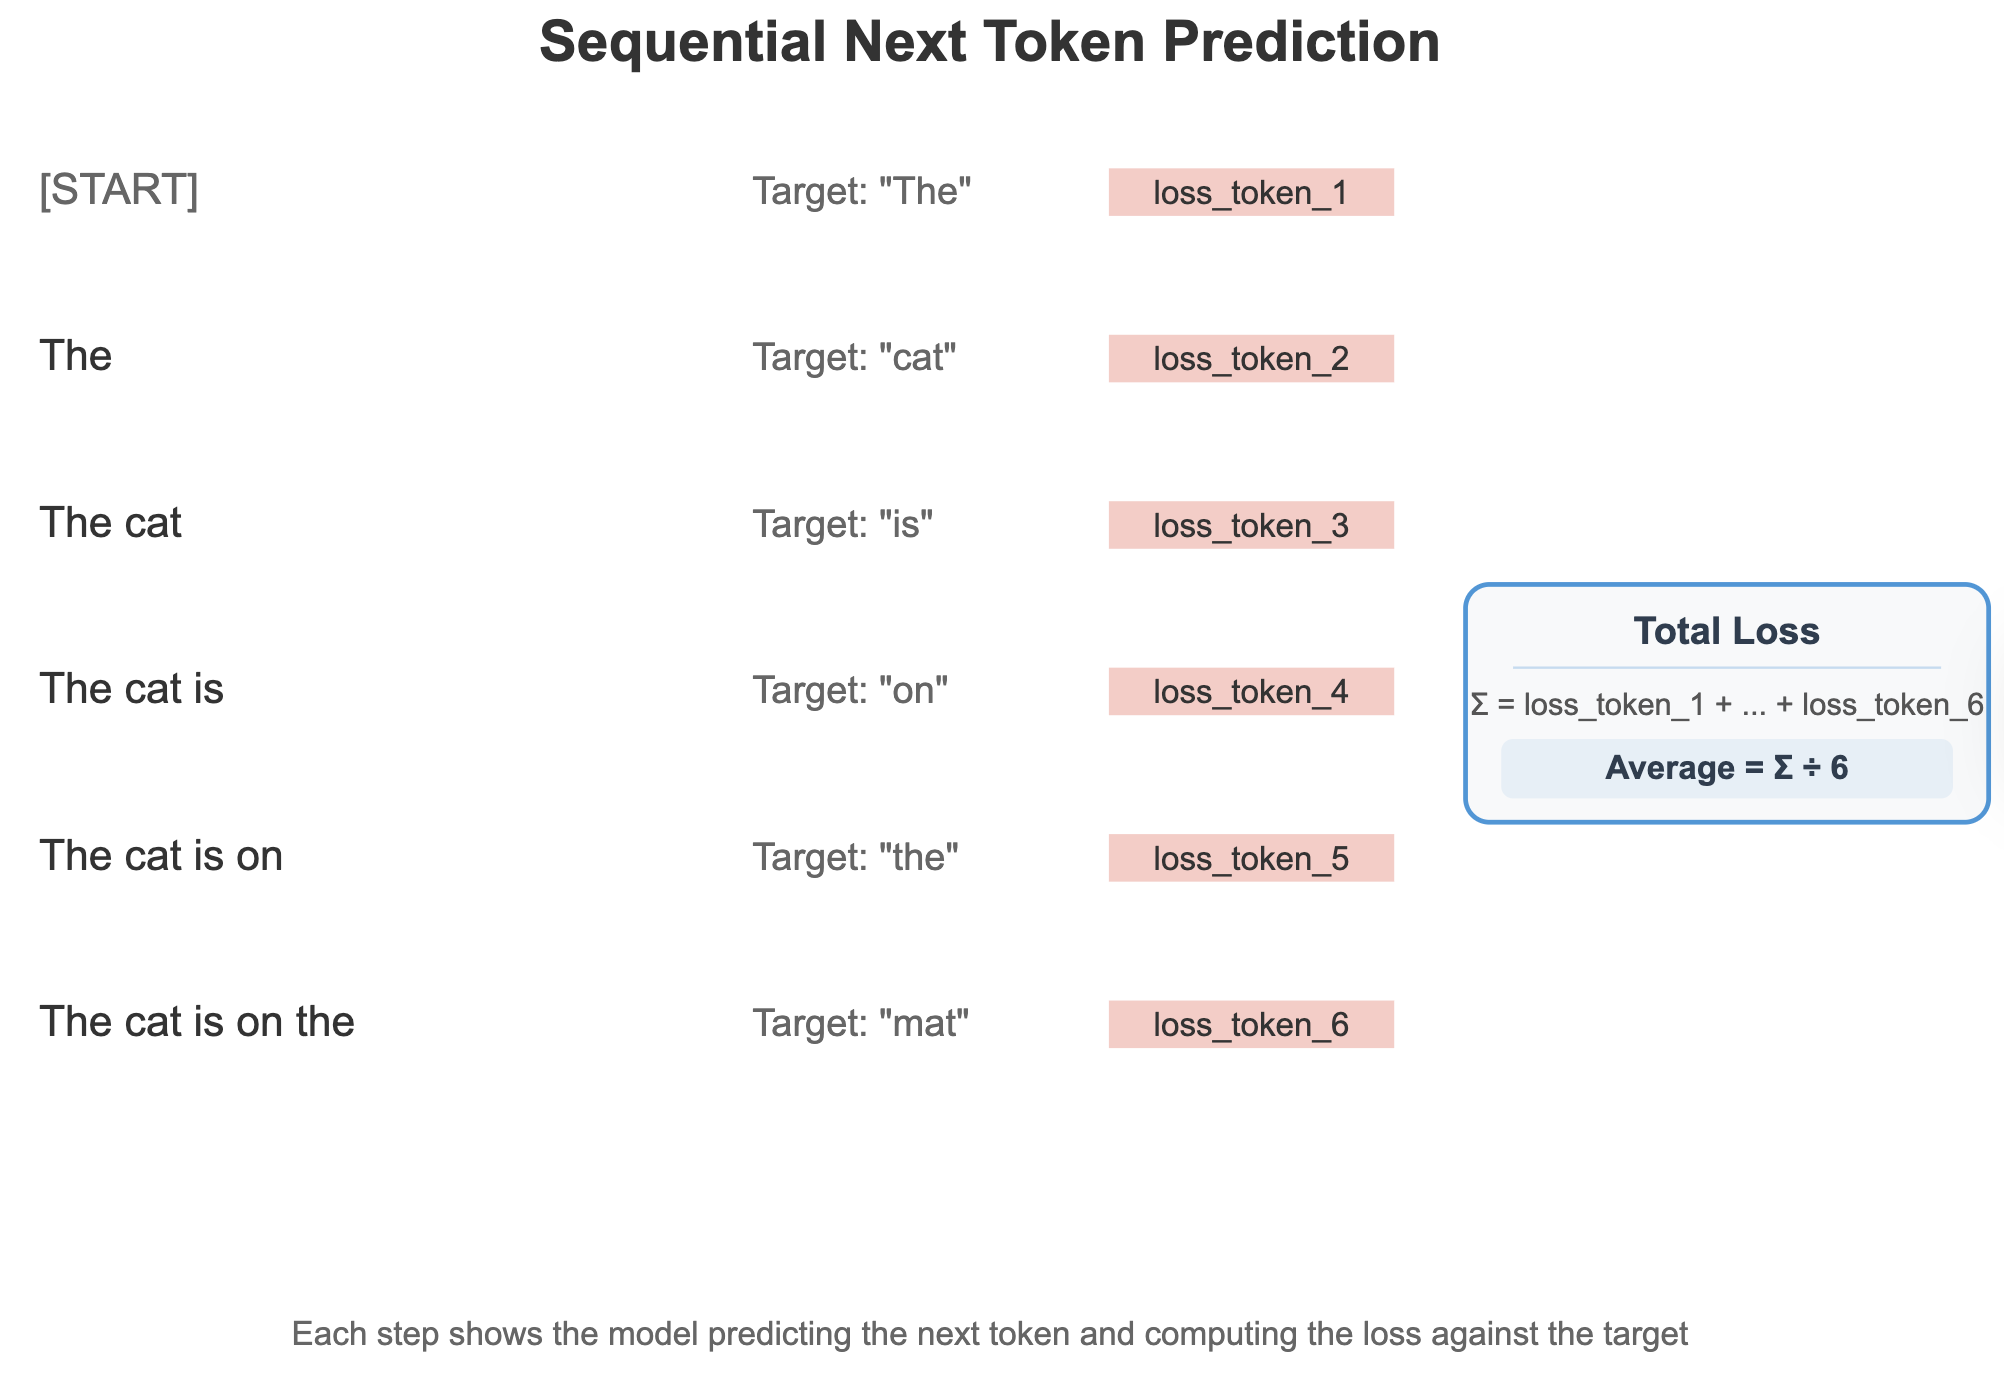 Sequential Next Token Prediction
[START] Target: "The" loss_token_1
The Target: "cat" loss_token_2
The cat Target: "is" loss_token_3
The cat is Target: "on" loss_token_4
The cat is on Target: "the" loss_token_5
The cat is on the Target: "mat" loss_token_6
Total Loss
Σ = loss_token_1 + ... + loss_token_6
Average = Σ ÷ 6
Each step shows the model predicting the next token and computing the loss against the target